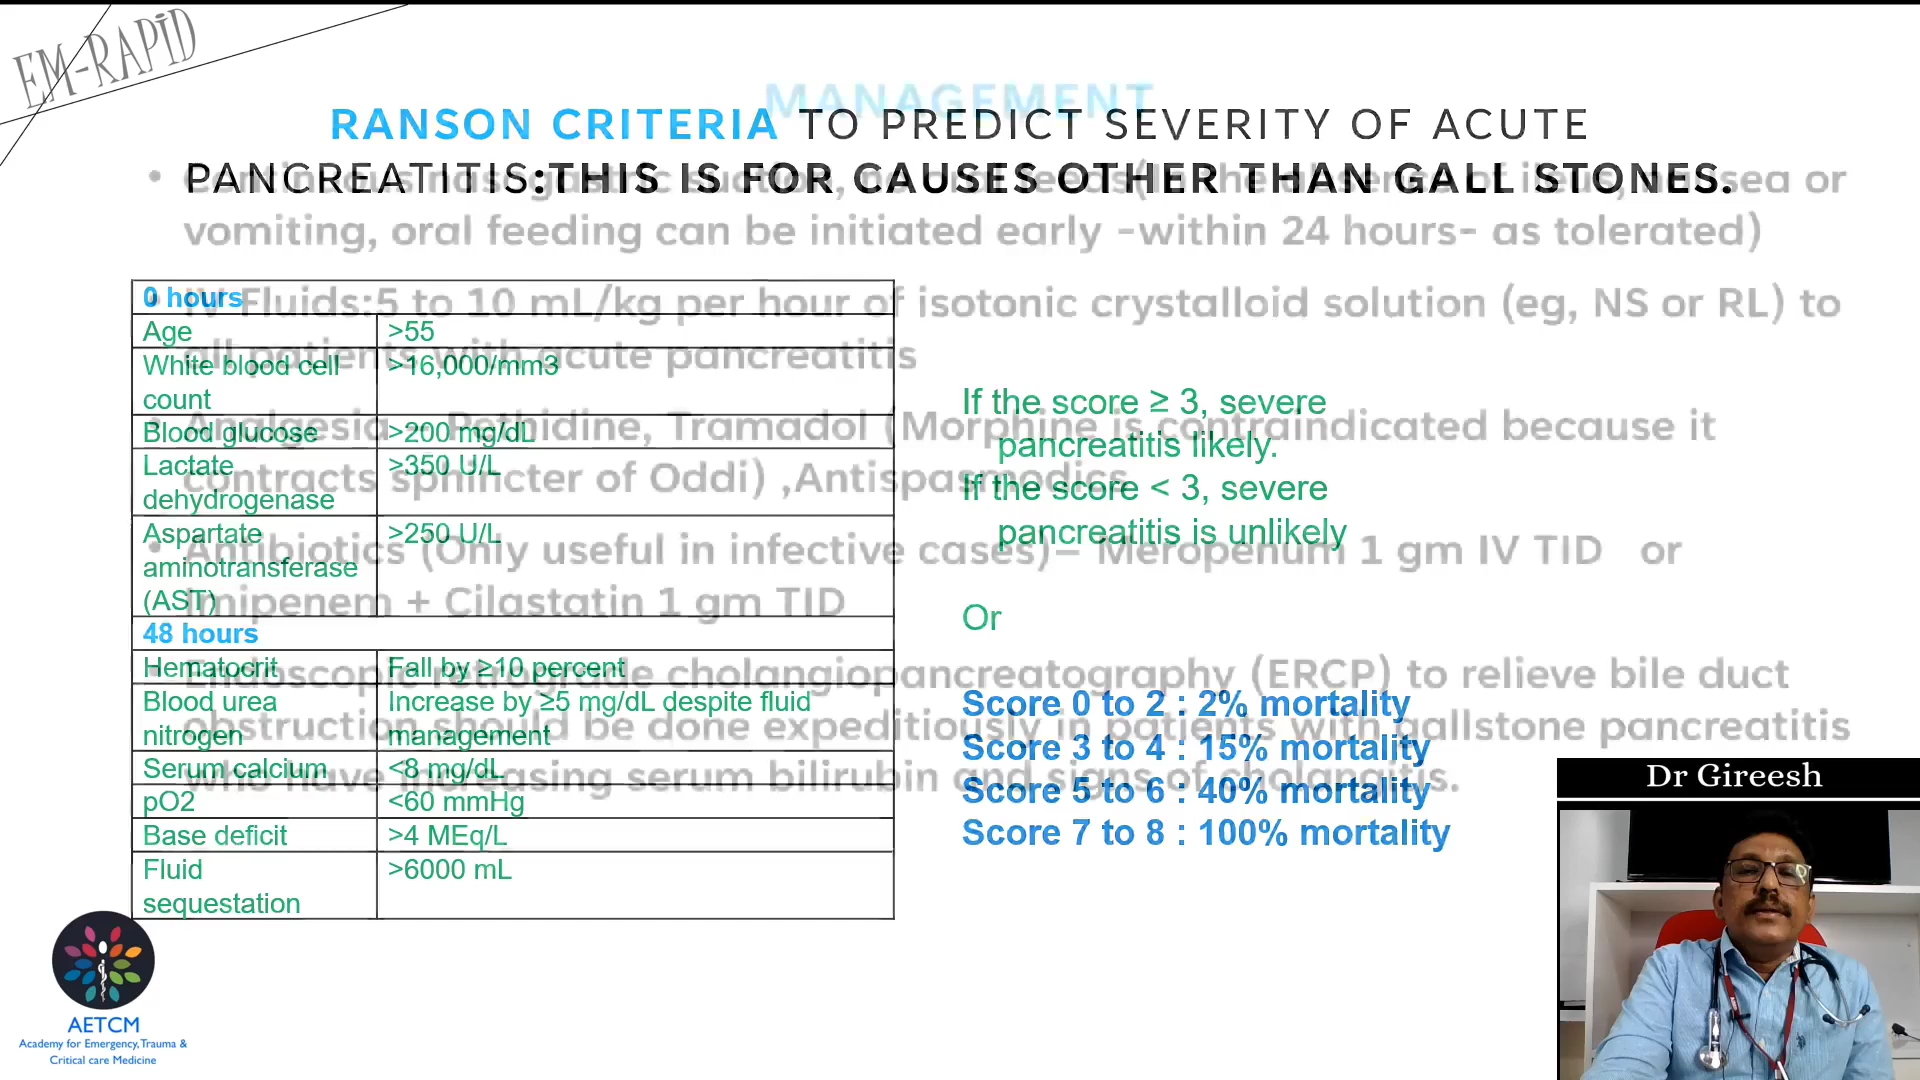 EM-RAPiD
MANAGEMENT
RANSON CRITERIA TO PREDICT SEVERITY OF ACUTE
PANCREATITIS:THIS IS FOR CAUSES OTHER THAN GALL STONES.
0 hours
Age >55
White blood cell >16,000/mm3
count
Blood glucose >200 mg/dL
Lactate >350 U/L
dehydrogenase
Aspartate >250 U/L
aminotransferase
(AST)
48 hours
Hematocrit Fall by ≥10 percent
Blood urea Increase by ≥5 mg/dL despite fluid
nitrogen management
Serum calcium <8 mg/dL
pO2 <60 mmHg
Base deficit >4 MEq/L
Fluid >6000 mL
sequestation
If the score ≥ 3, severe
pancreatitis likely.
If the score < 3, severe
pancreatitis is unlikely
Or
Score 0 to 2 : 2% mortality
Score 3 to 4 : 15% mortality
Score 5 to 6 : 40% mortality
Score 7 to 8 : 100% mortality
nasogastric suction, feeds(In the absence of ileus, nausea or
vomiting, oral feeding can be initiated early -within 24 hours- as tolerated)
IV Fluids:5 to 10 mL/kg per hour of isotonic crystalloid solution (eg, NS or RL) to
all patients with acute pancreatitis
Analgesia - Pethidine, Tramadol (Morphine is contraindicated because it
contracts sphincter of Oddi) ,Antispasmodics
Antibiotics (Only useful in infective cases)– Meropenum 1 gm IV TID or
Imipenem + Cilastatin 1 gm TID
Endoscopic retrograde cholangiopancreatography (ERCP) to relieve bile duct
obstruction should be done expeditiously in patients with gallstone pancreatitis
who have increasing serum bilirubin and signs of cholangitis.
Dr Gireesh
AETCM
Academy for Emergency,Trauma &
Critical care Medicine